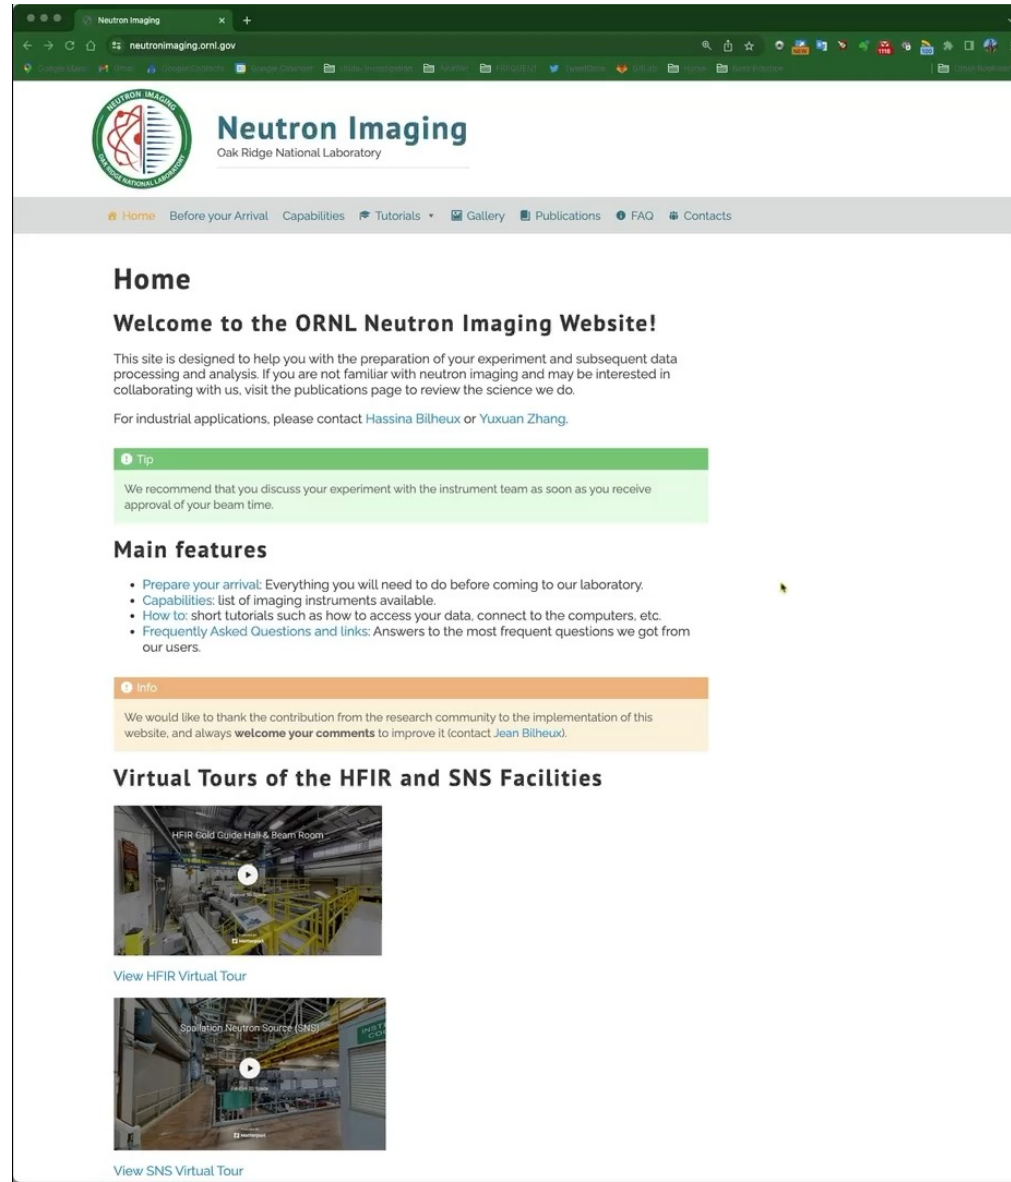 Neutron Imaging
neutronimaging.ornl.gov
NEUTRON IMAGING
OAK RIDGE NATIONAL LABORATORY
Neutron Imaging
Oak Ridge National Laboratory
Home Before your Arrival Capabilities Tutorials Gallery Publications FAQ Contacts
Home
Welcome to the ORNL Neutron Imaging Website!
This site is designed to help you with the preparation of your experiment and subsequent data
processing and analysis. If you are not familiar with neutron imaging and may be interested in
collaborating with us, visit the publications page to review the science we do.
For industrial applications, please contact Hassina Bilheux or Yuxuan Zhang.
Tip
We recommend that you discuss your experiment with the instrument team as soon as you receive
approval of your beam time.
Main features
• Prepare your arrival: Everything you will need to do before coming to our laboratory.
• Capabilities: list of imaging instruments available.
• How to: short tutorials such as how to access your data, connect to the computers, etc.
• Frequently Asked Questions and links: Answers to the most frequent questions we got from
our users.
Info
We would like to thank the contribution from the research community to the implementation of this
website, and always welcome your comments to improve it (contact Jean Bilheux).
Virtual Tours of the HFIR and SNS Facilities
HFIR Cold Guide Hall & Beam Room
Matterport
View HFIR Virtual Tour
Spallation Neutron Source (SNS)
Matterport
View SNS Virtual Tour